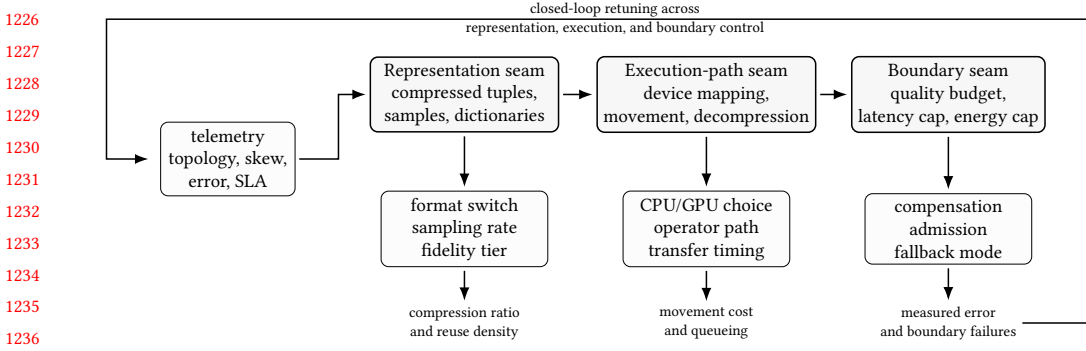 closed-loop retuning across
representation, execution, and boundary control
1226
1227
1228
1229
1230
1231
1232
1233
1234
1235
1236
telemetry
topology, skew,
error, SLA
Representation seam
compressed tuples,
samples, dictionaries
Execution-path seam
device mapping,
movement, decompression
Boundary seam
quality budget,
latency cap, energy cap
format switch
sampling rate
fidelity tier
CPU/GPU choice
operator path
transfer timing
compensation
admission
fallback mode
compression ratio
and reuse density
movement cost
and queueing
measured error
and boundary failures